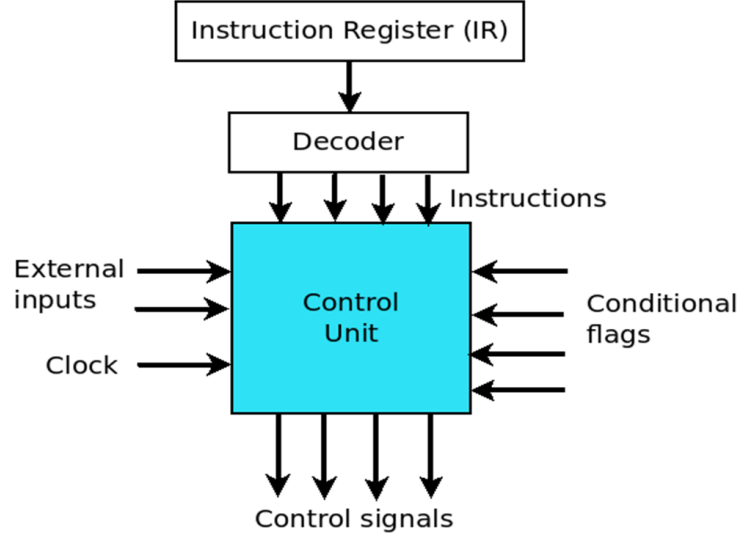 Instruction Register (IR)
Decoder
Instructions
External
inputs
Control
Unit
Conditional
flags
Clock
Control signals